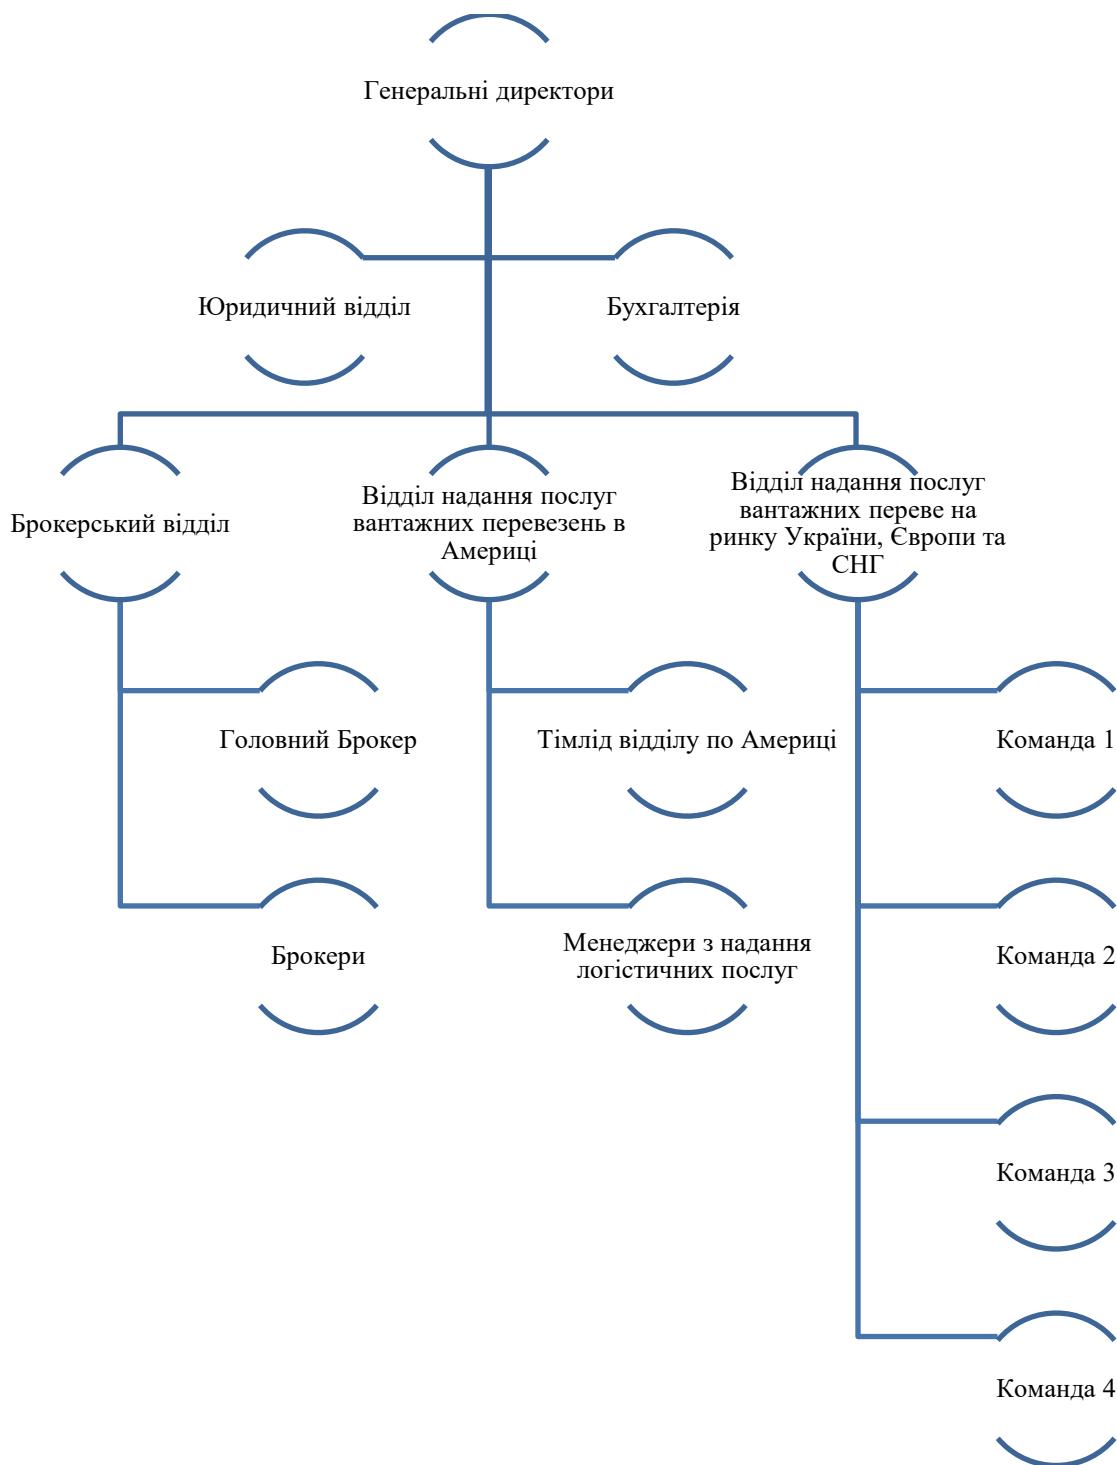 Генеральні директори
Юридичний відділ
Бухгалтерія
Брокерський відділ
Відділ надання послуг
вантажних перевезень в
Америці
Відділ надання послуг
вантажних переве на
ринку України, Європи та
СНГ
Головний Брокер
Тімлід відділу по Америці
Команда 1
Брокери
Менеджери з надання
логістичних послуг
Команда 2
Команда 3
Команда 4